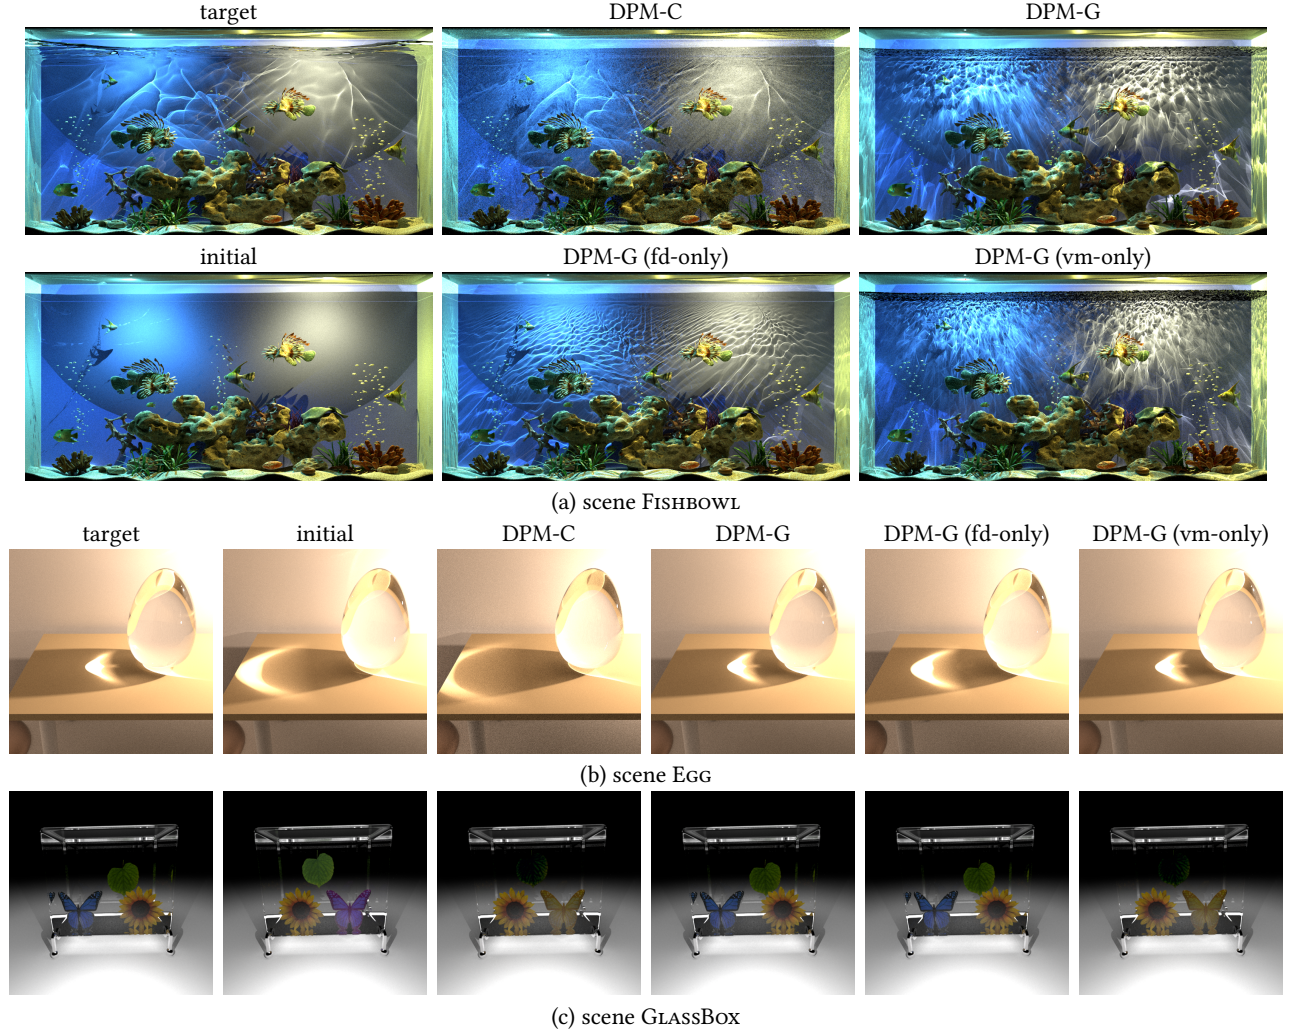 target DPM-C DPM-G
initial DPM-G (fd-only) DPM-G (vm-only)
(a) scene Fishbowl
target initial DPM-C DPM-G DPM-G (fd-only) DPM-G (vm-only)
(b) scene Egg
(c) scene GlassBox